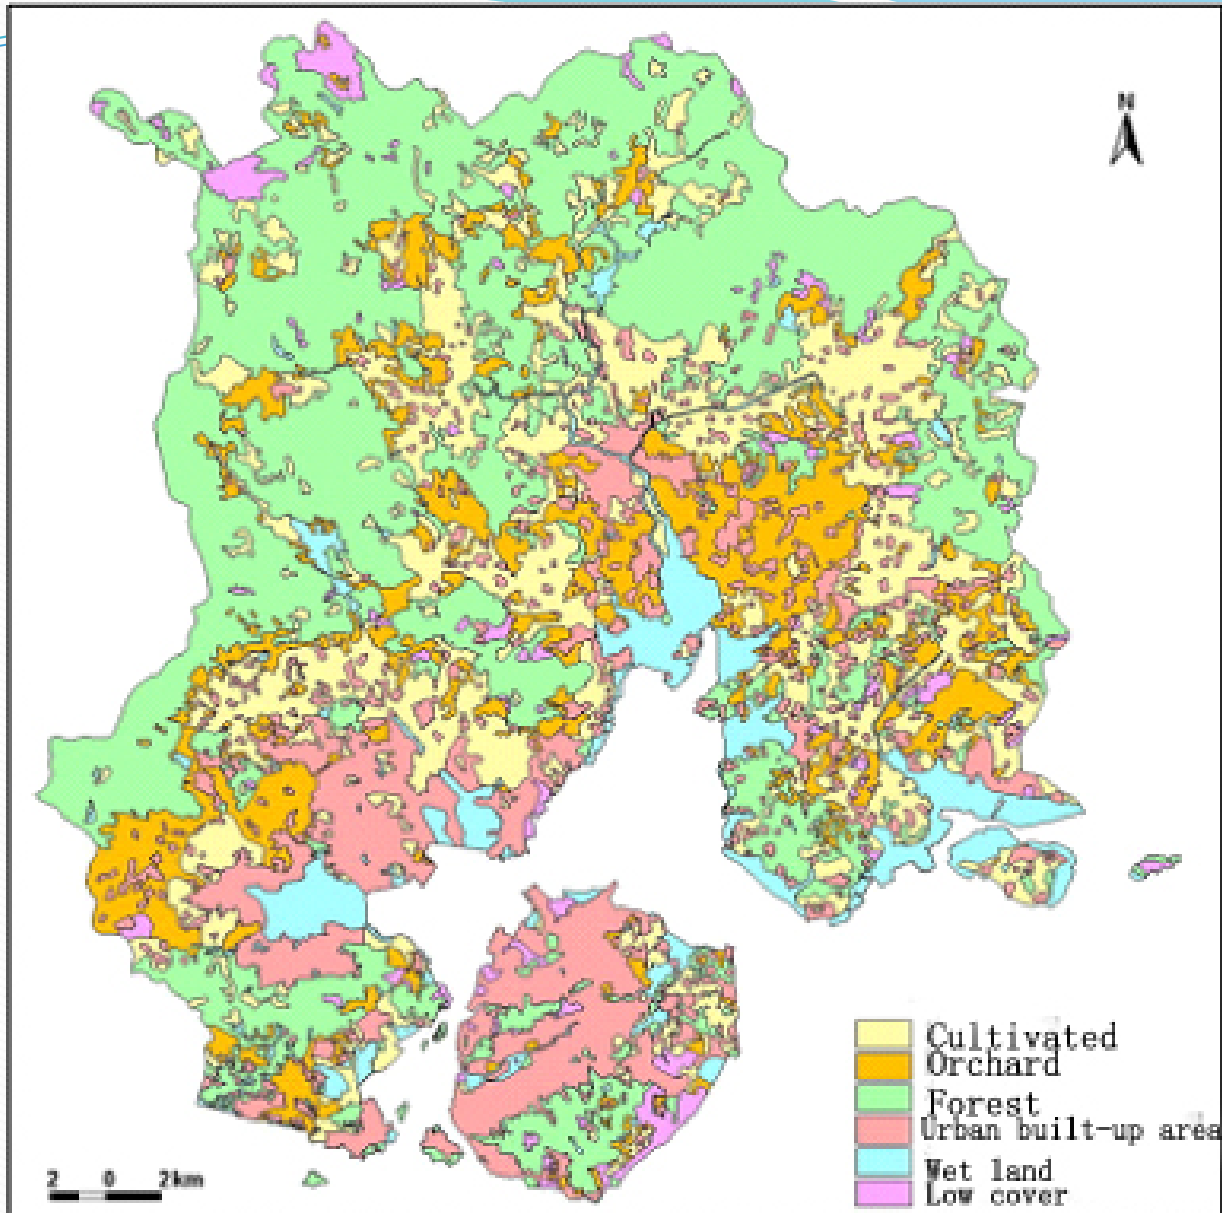 N
Cultivated
Orchard
Forest
Urban built-up area
Wet land
Low cover
2 0 2km